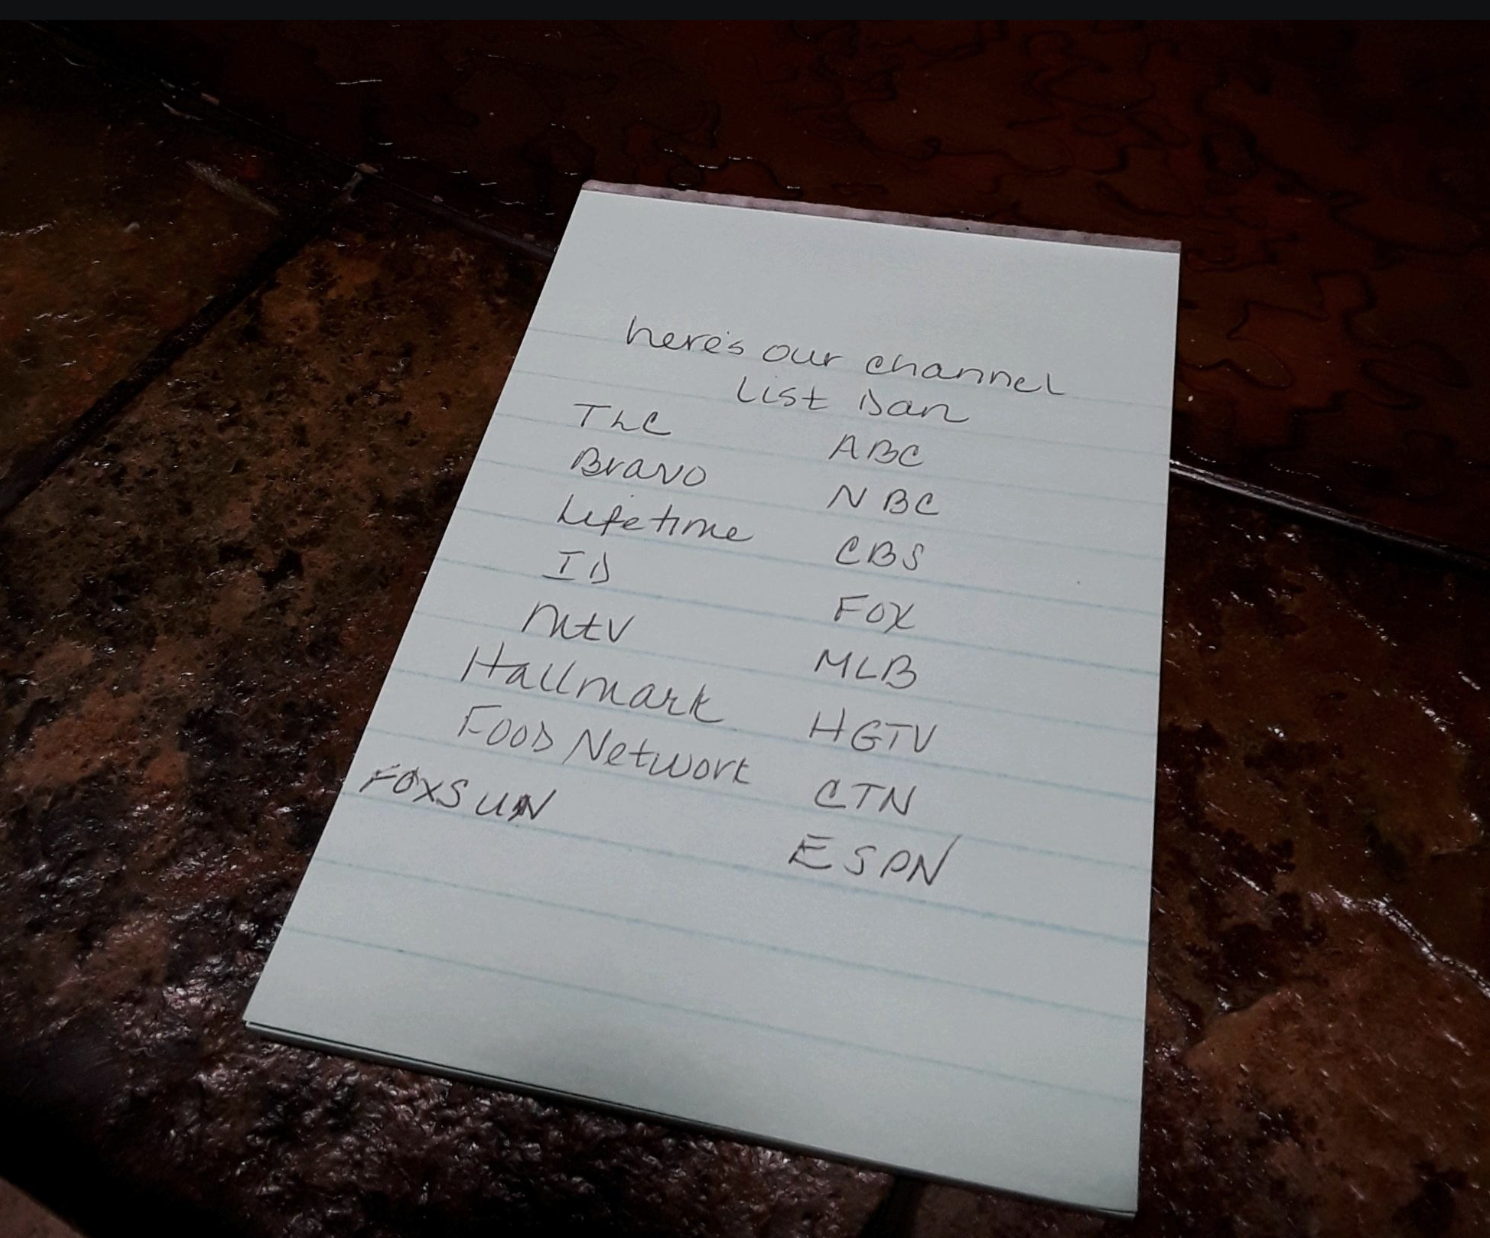 here's our channel
List Dan
TLC ABC
Bravo NBC
Lifetime CBS
ID FOX
MtV MLB
Hallmark HGTV
FOOD Network CTN
FOXSUN ESPN